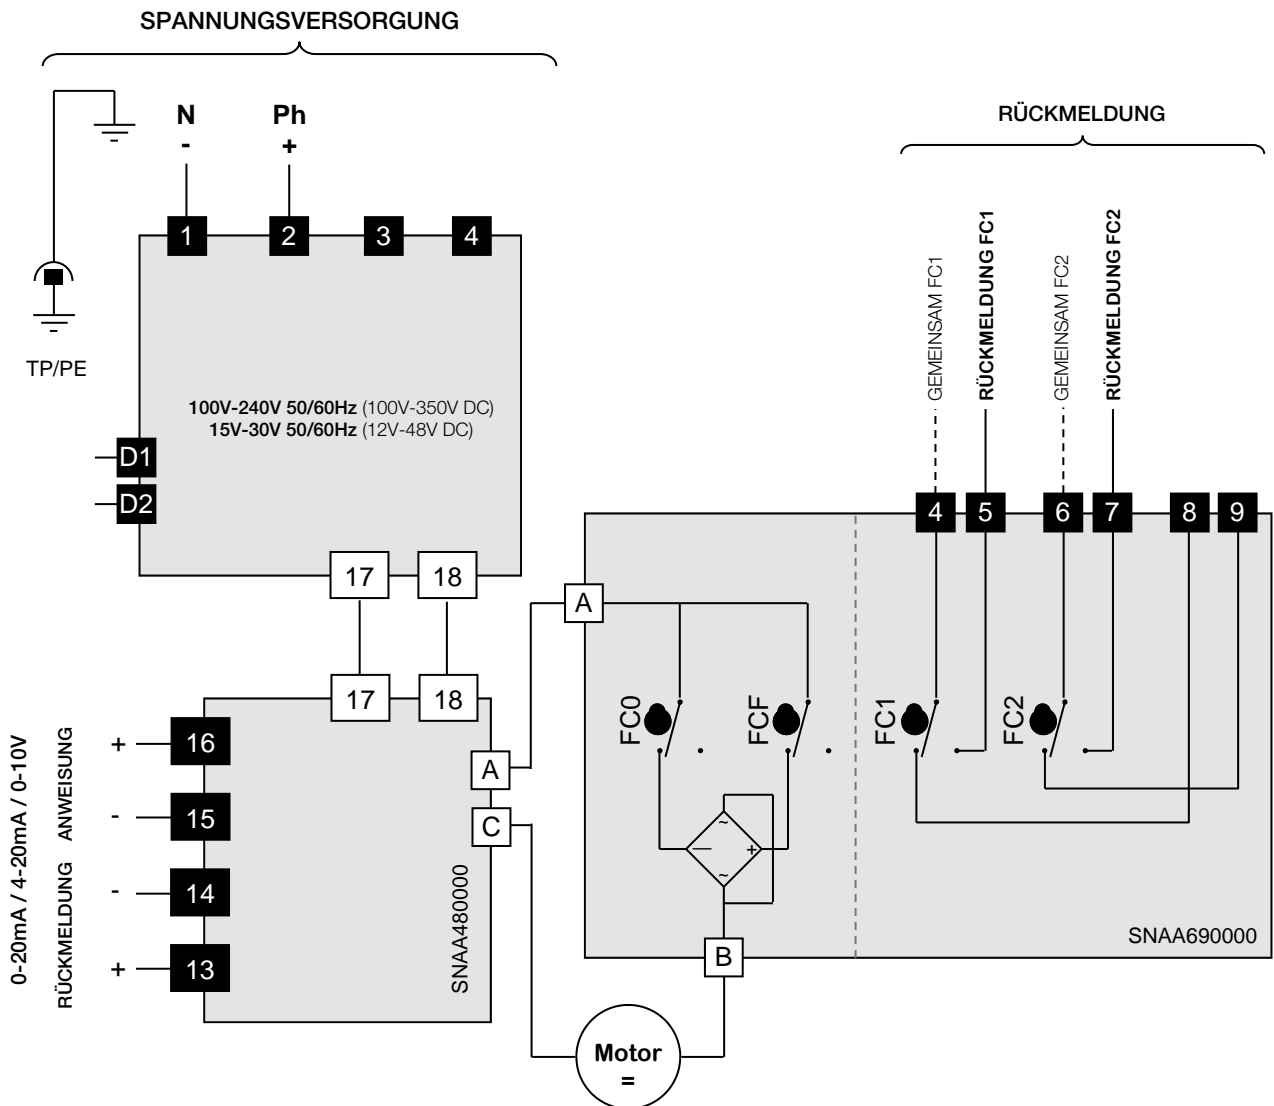 SPANNUNGSVERSORGUNG
N
-
Ph
+
RÜCKMELDUNG
GEMEINSAM FC1
RÜCKMELDUNG FC1
GEMEINSAM FC2
RÜCKMELDUNG FC2
1
2
3
4
TP/PE
100V-240V 50/60Hz (100V-350V DC)
15V-30V 50/60Hz (12V-48V DC)
D1
D2
17
18
4
5
6
7
8
9
A
17
18
FC0
FCF
FC1
FC2
0-20mA / 4-20mA / 0-10V
ANWEISUNG
RÜCKMELDUNG
+
16
-
15
-
14
+
13
A
C
SNAA480000
~
—
+
~
SNAA690000
B
Motor
=